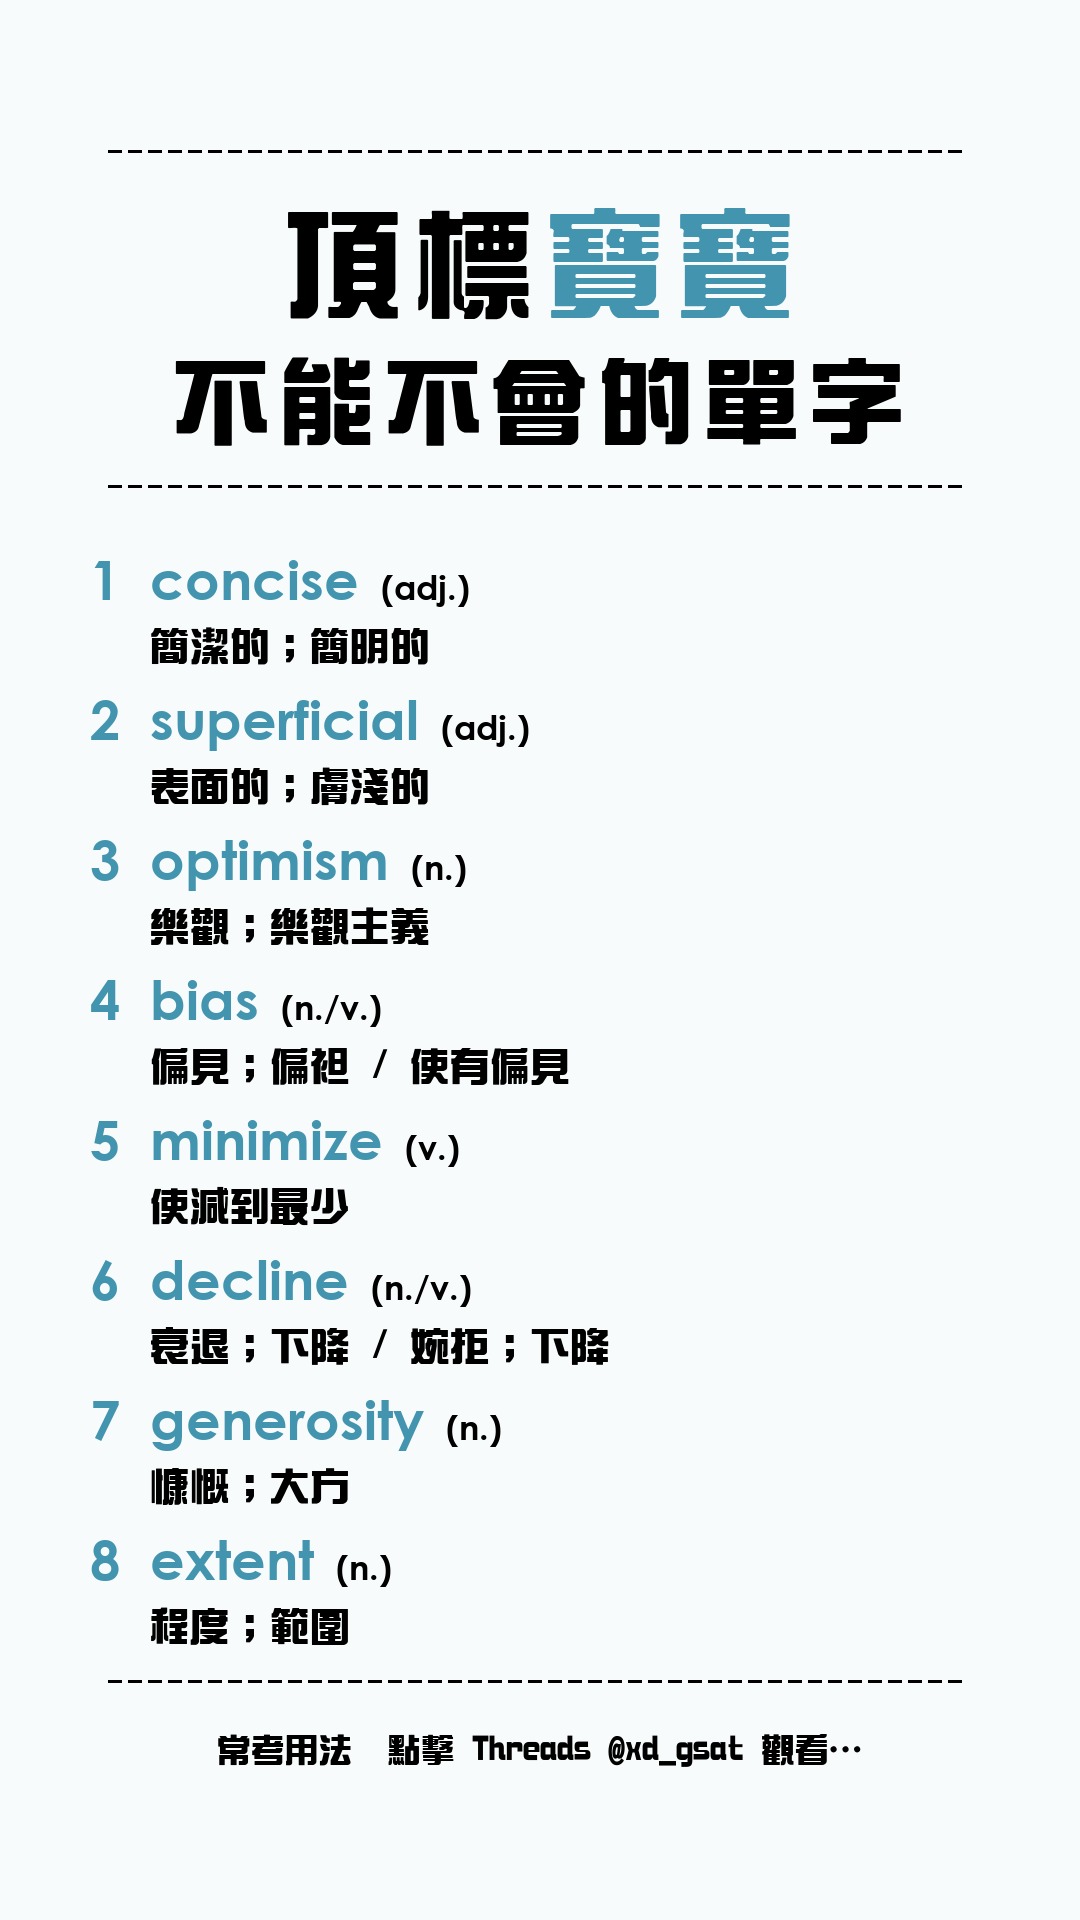 頂標寶寶
不能不會的單字
1 concise (adj.)
簡潔的；簡明的
2 superficial (adj.)
表面的；膚淺的
3 optimism (n.)
樂觀；樂觀主義
4 bias (n./v.)
偏見；偏袒 / 使有偏見
5 minimize (v.)
使減到最少
6 decline (n./v.)
衰退；下降 / 婉拒；下降
7 generosity (n.)
慷慨；大方
8 extent (n.)
程度；範圍
常考用法 點擊 Threads @xd_gsat 觀看…